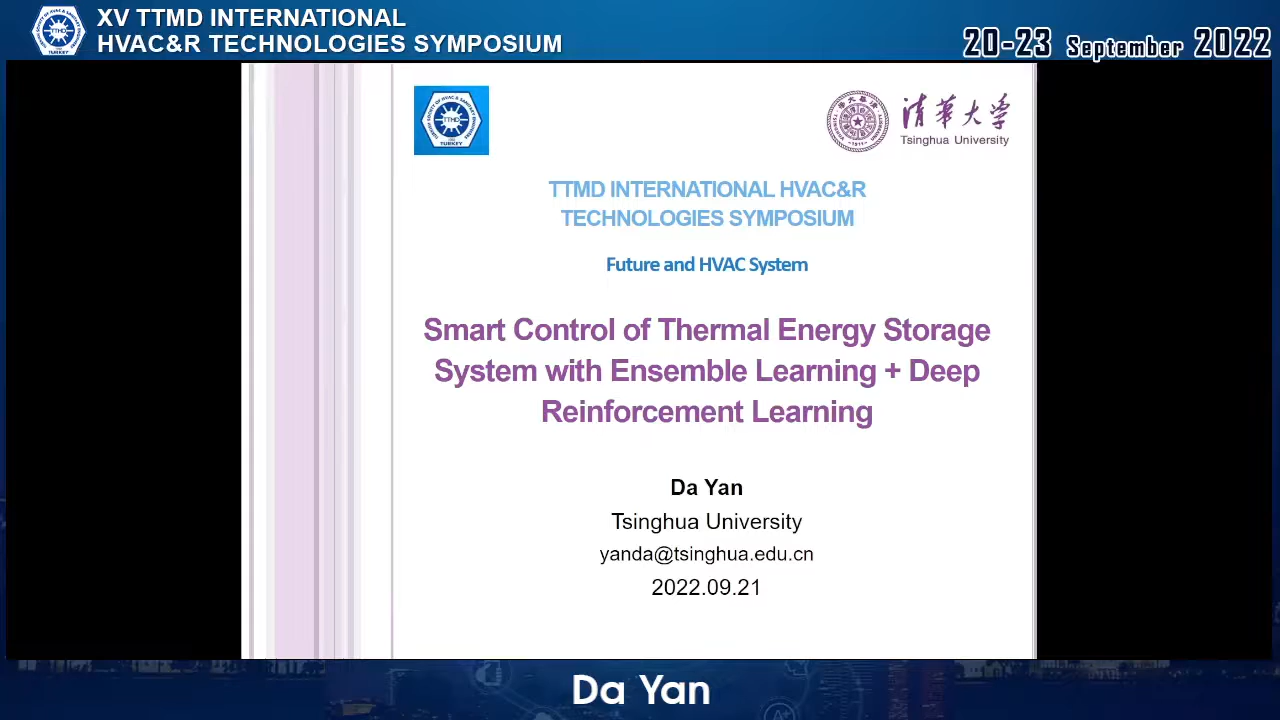 XV TTMD INTERNATIONAL
HVAC&R TECHNOLOGIES SYMPOSIUM
20-23 September 2022
TTMD
TURKEY
清華大学
Tsinghua University
TTMD INTERNATIONAL HVAC&R
TECHNOLOGIES SYMPOSIUM
Future and HVAC System
Smart Control of Thermal Energy Storage
System with Ensemble Learning + Deep
Reinforcement Learning
Da Yan
Tsinghua University
yanda@tsinghua.edu.cn
2022.09.21
Da Yan